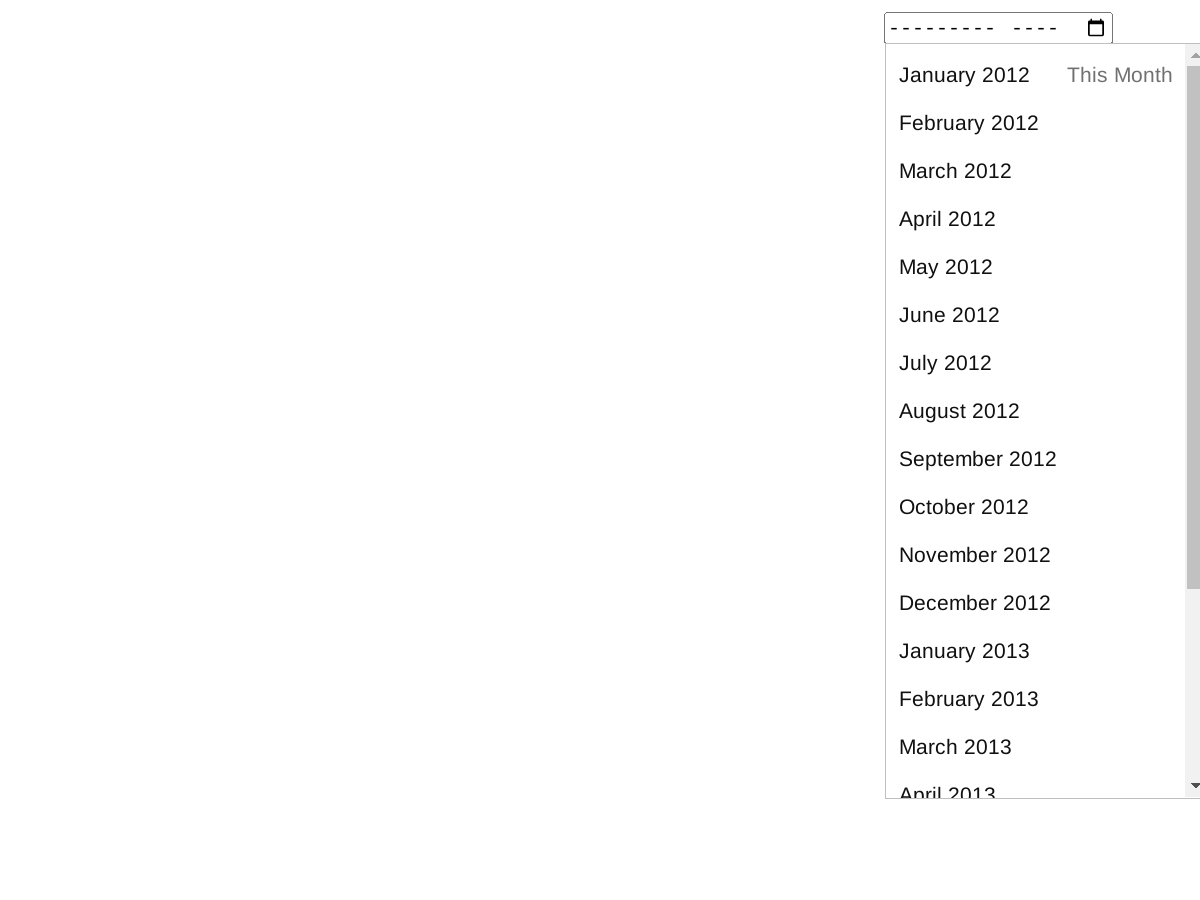 --------- ----
January 2012 This Month
February 2012
March 2012
April 2012
May 2012
June 2012
July 2012
August 2012
September 2012
October 2012
November 2012
December 2012
January 2013
February 2013
March 2013
April 2013